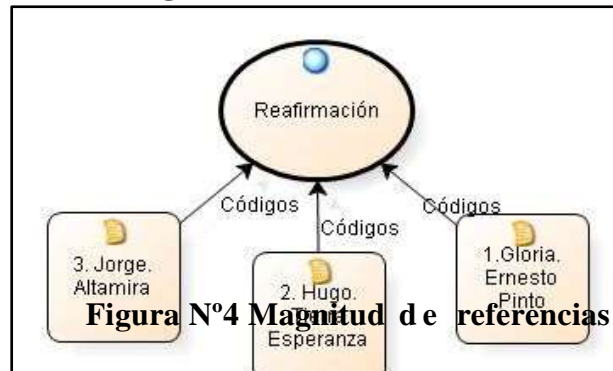 Reafirmación
Códigos
Códigos
Códigos
3. Jorge.
Altamira
2. Hugo.
Esperanza
1.Gloria.
Ernesto
Pinto
Figura Nº4 Magnitud de referencias